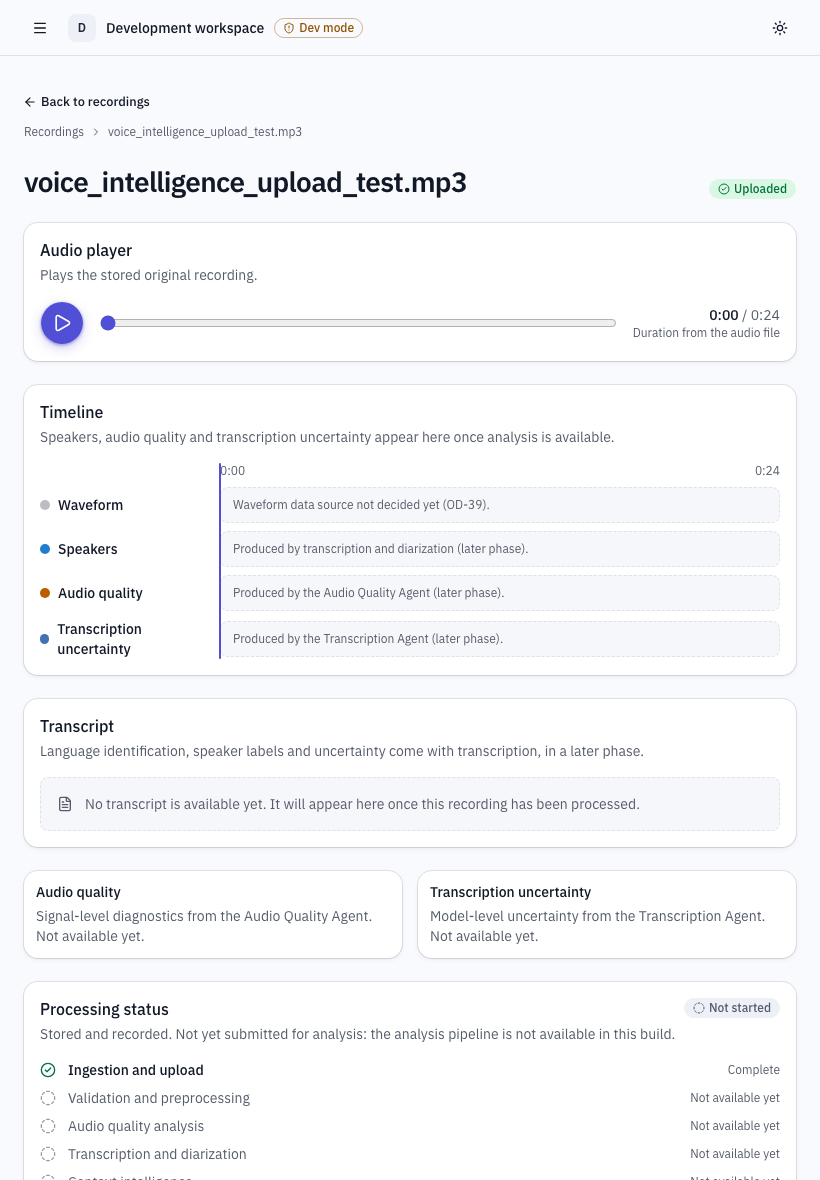 D Development workspace Dev mode
Back to recordings
Recordings > voice_intelligence_upload_test.mp3
voice_intelligence_upload_test.mp3
Uploaded
Audio player
Plays the stored original recording.
0:00 / 0:24
Duration from the audio file
Timeline
Speakers, audio quality and transcription uncertainty appear here once analysis is available.
0:00 0:24
Waveform Waveform data source not decided yet (OD-39).
Speakers Produced by transcription and diarization (later phase).
Audio quality Produced by the Audio Quality Agent (later phase).
Transcription
uncertainty
Produced by the Transcription Agent (later phase).
Transcript
Language identification, speaker labels and uncertainty come with transcription, in a later phase.
No transcript is available yet. It will appear here once this recording has been processed.
Audio quality
Signal-level diagnostics from the Audio Quality Agent.
Not available yet.
Transcription uncertainty
Model-level uncertainty from the Transcription Agent.
Not available yet.
Processing status Not started
Stored and recorded. Not yet submitted for analysis: the analysis pipeline is not available in this build.
Ingestion and upload Complete
Validation and preprocessing Not available yet
Audio quality analysis Not available yet
Transcription and diarization Not available yet